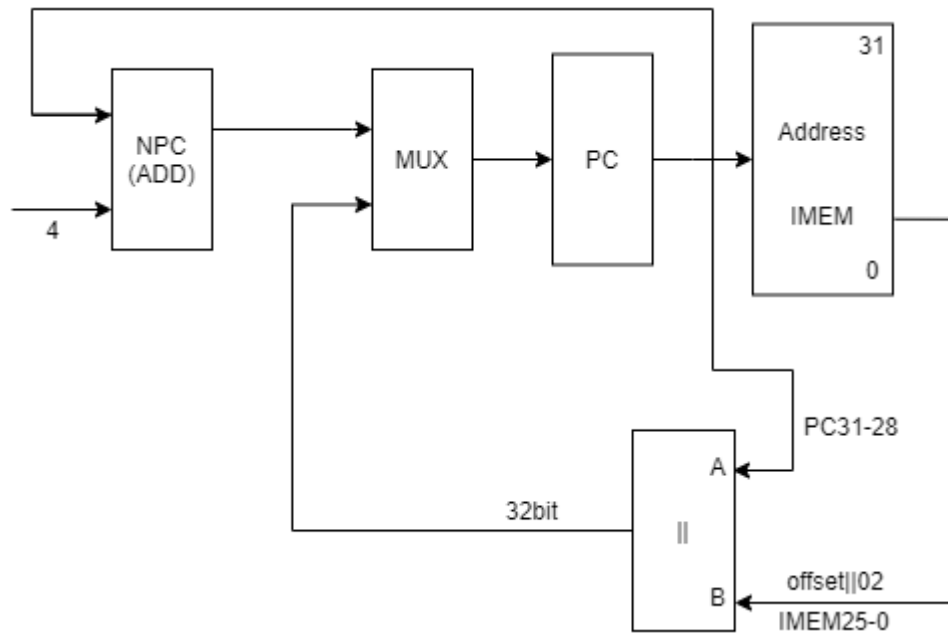 31
Address
NPC
(ADD)
MUX
PC
IMEM
4
0
PC31-28
A
32bit
||
offset||02
B
IMEM25-0